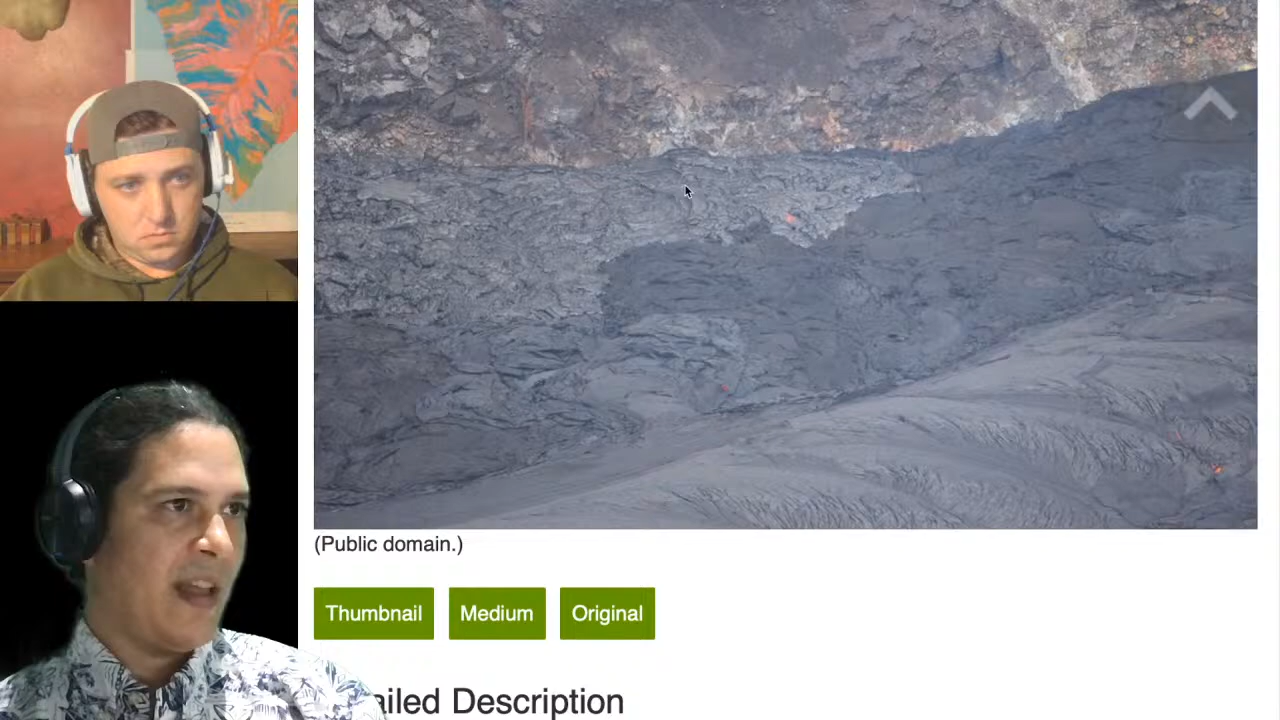 (Public domain.)
Thumbnail
Medium
Original
ailed Description